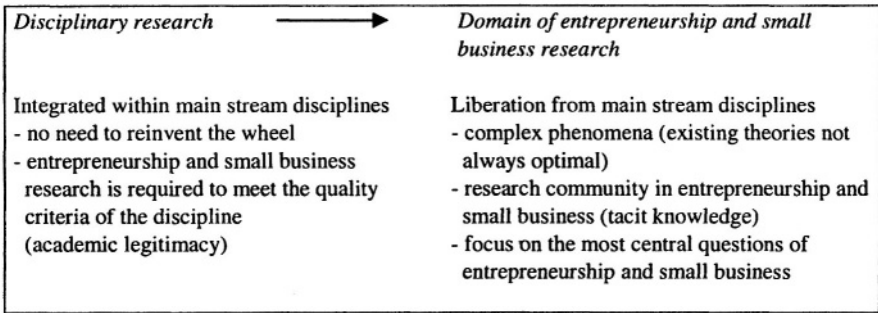 Disciplinary research
Domain of entrepreneurship and small
business research
Integrated within main stream disciplines
- no need to reinvent the wheel
- entrepreneurship and small business
research is required to meet the quality
criteria of the discipline
(academic legitimacy)
Liberation from main stream disciplines
- complex phenomena (existing theories not
always optimal)
- research community in entrepreneurship and
small business (tacit knowledge)
- focus on the most central questions of
entrepreneurship and small business